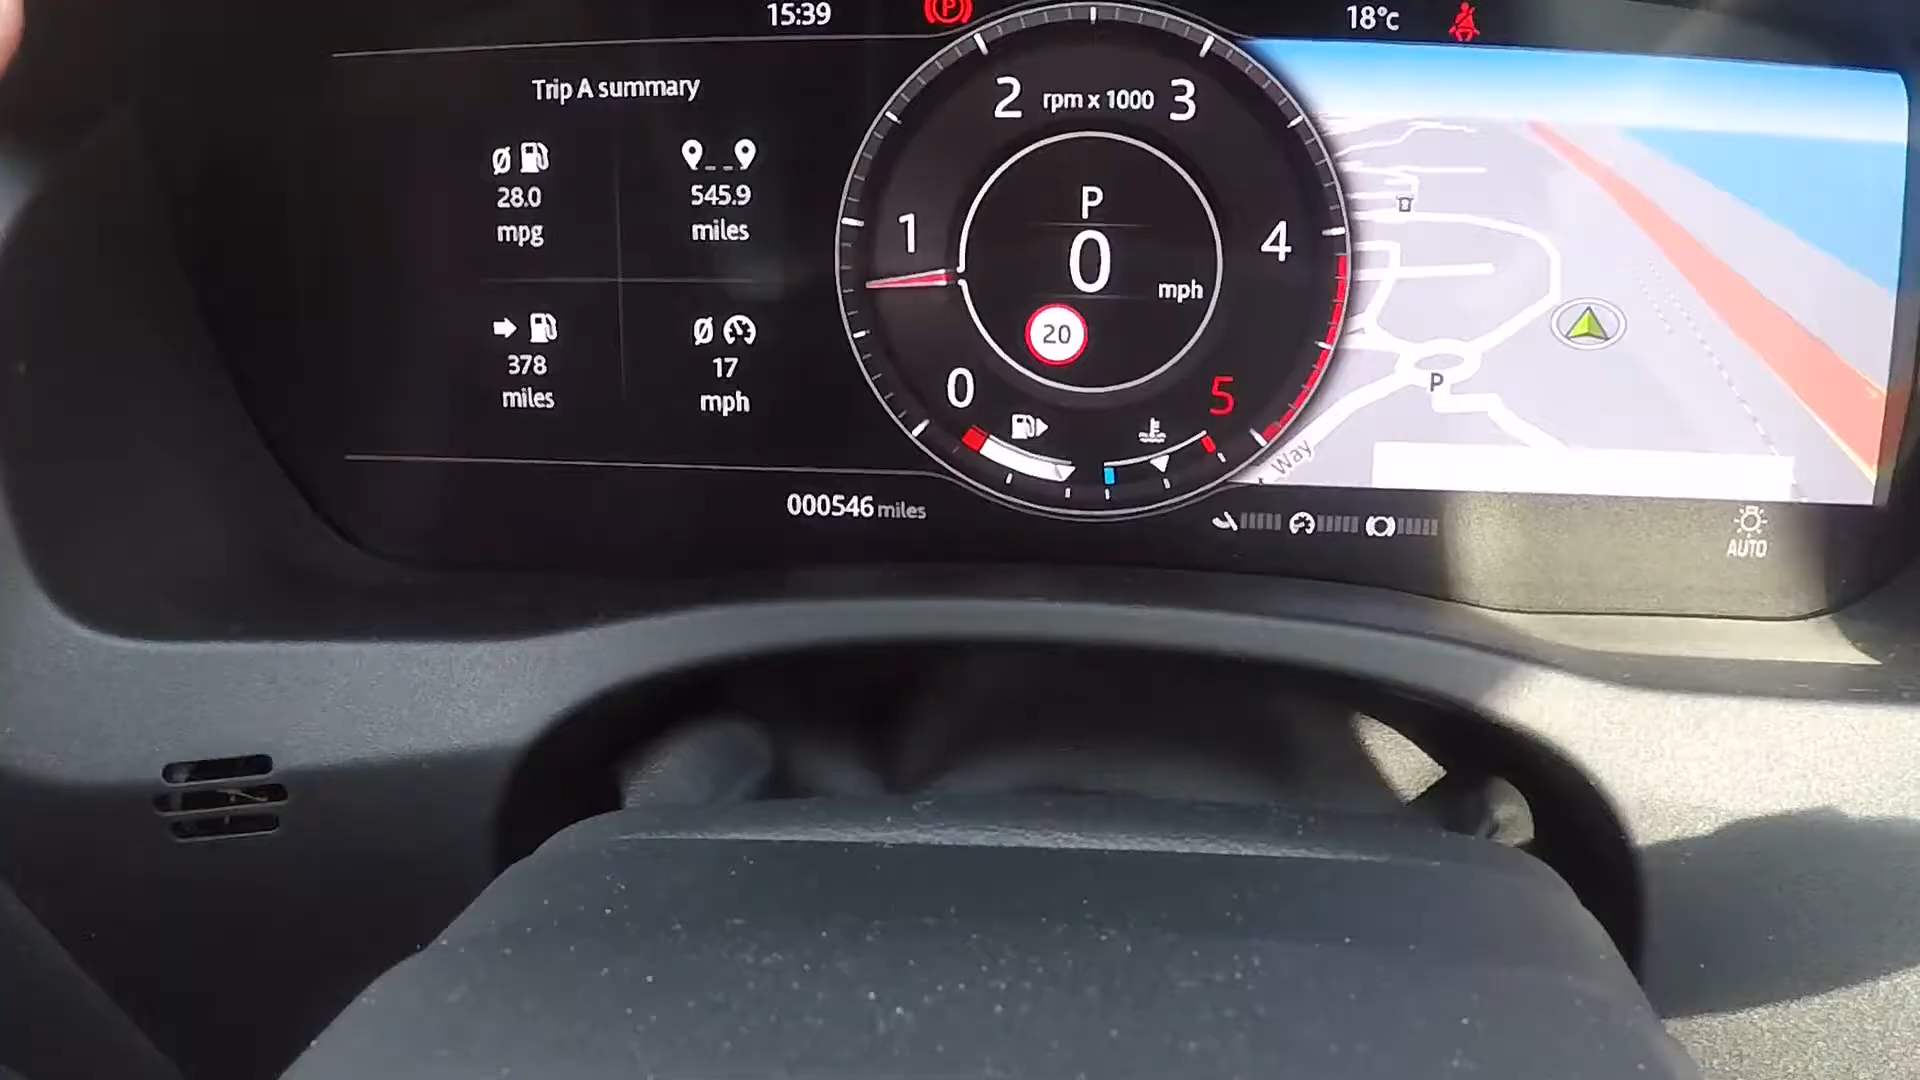 15:39
18°C
Trip A summary
28.0
mpg
545.9
miles
378
miles
17
mph
000546 miles
2 rpm x 1000 3
1
4
0
5
P
0
mph
20
P
Way
AUTO